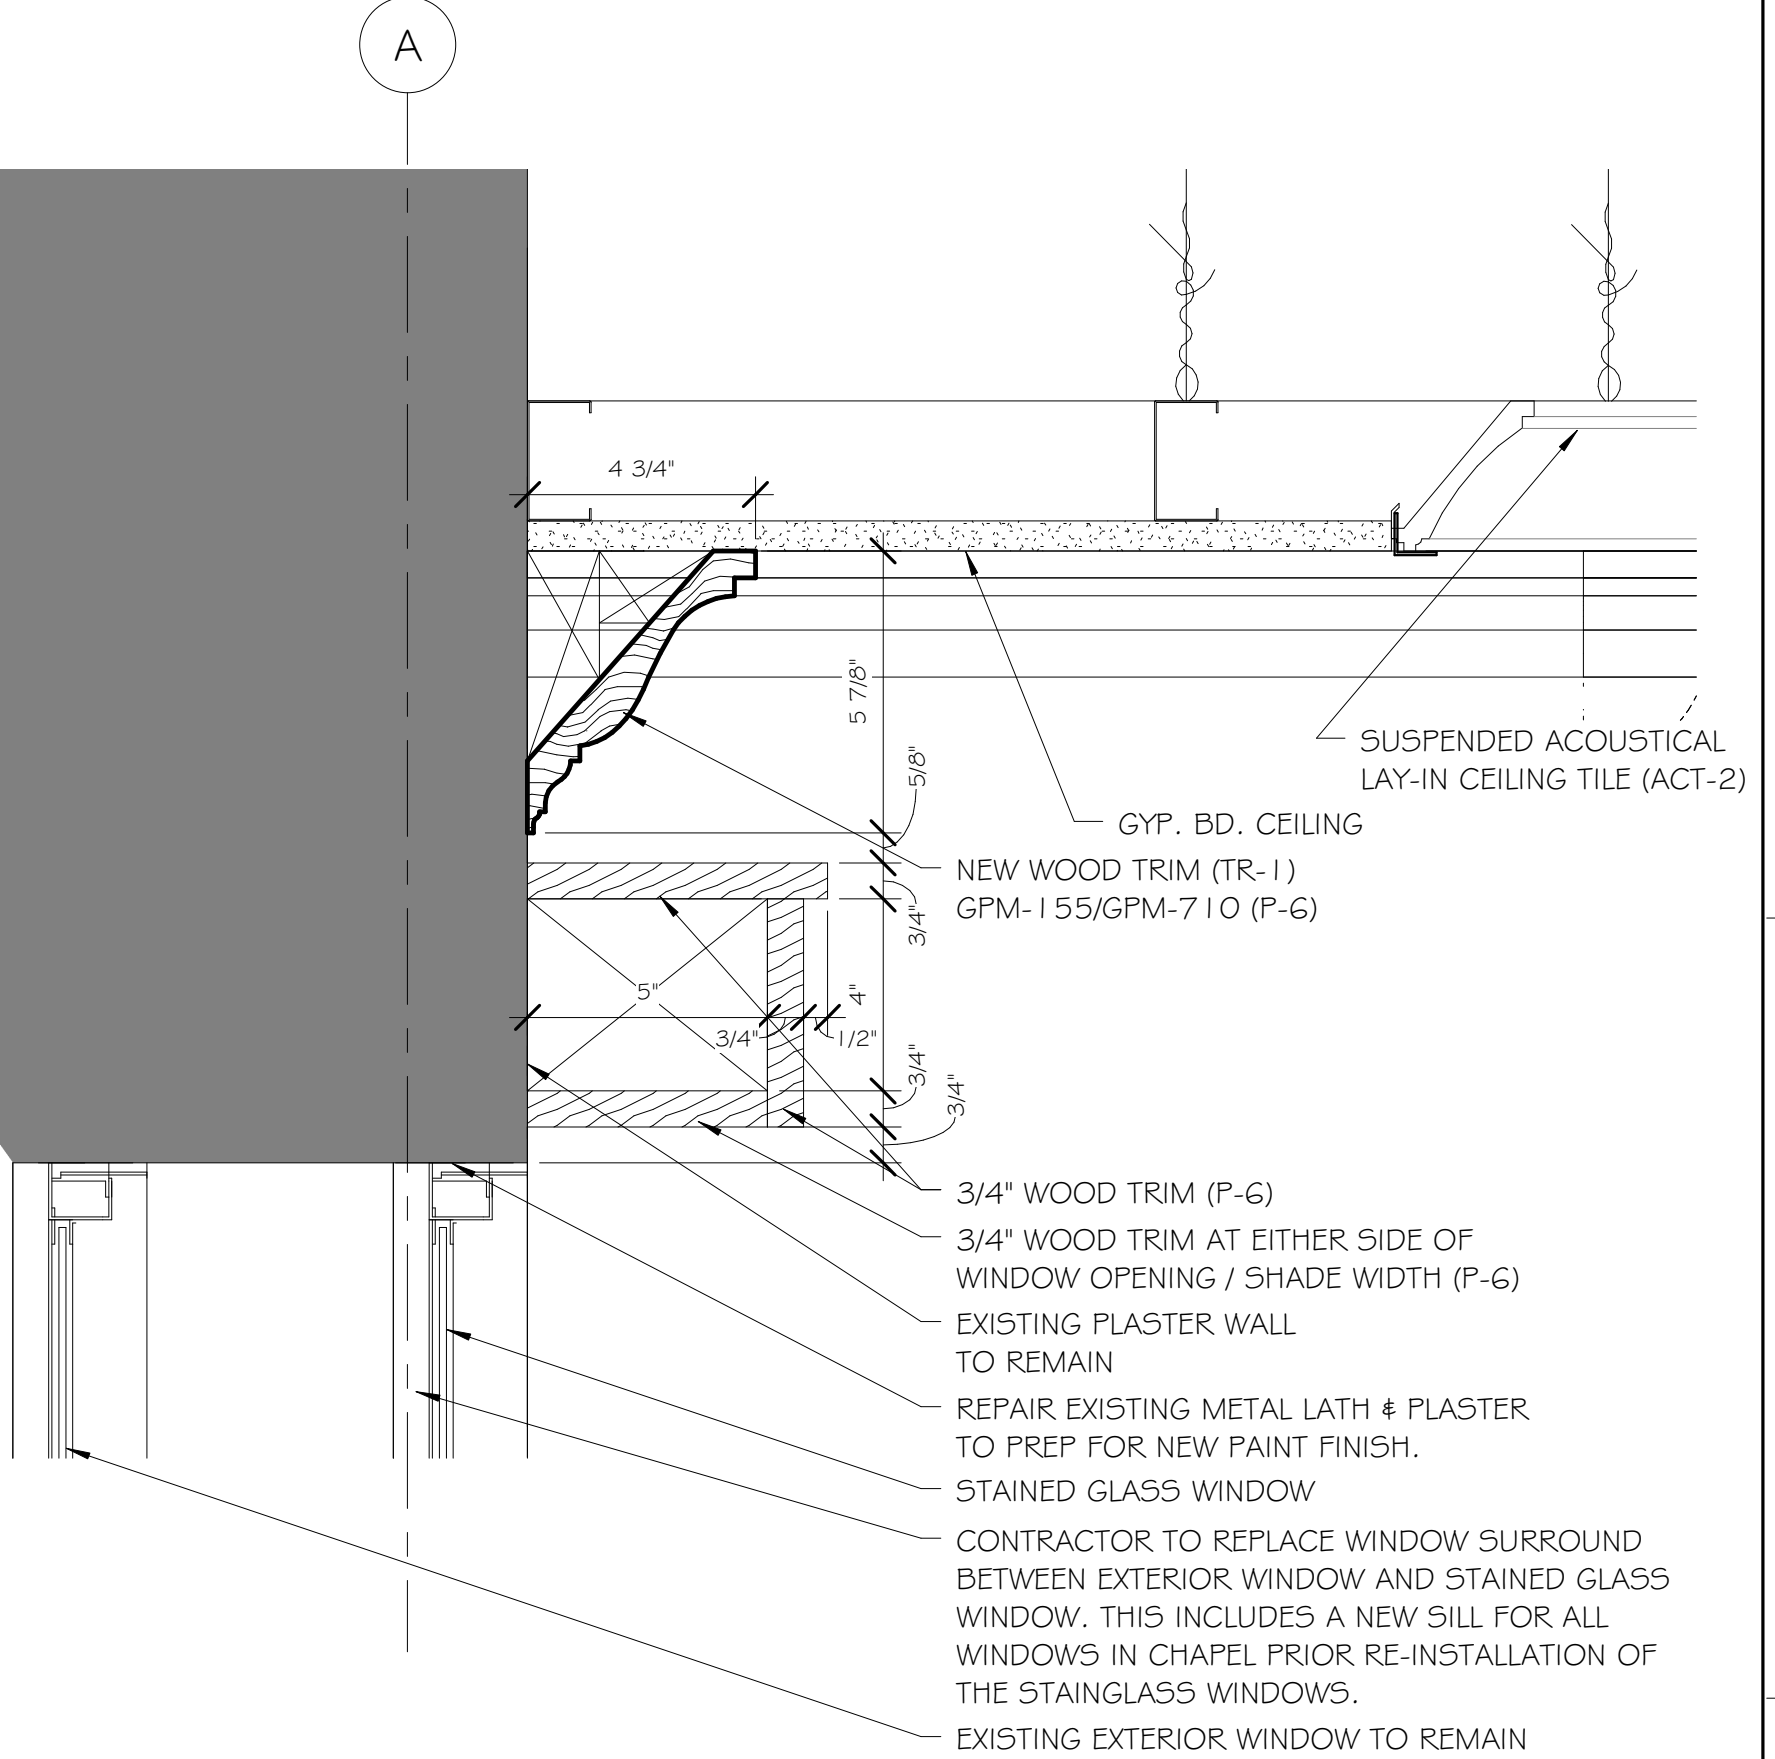 A
4 3/4"
5 7/8"
5/8"
SUSPENDED ACOUSTICAL
LAY-IN CEILING TILE (ACT-2)
GYP. BD. CEILING
NEW WOOD TRIM (TR-1)
GPM-155/GPM-710 (P-6)
3/4"
5"
4"
3/4"
1/2"
3/4"
3/4"
3/4" WOOD TRIM (P-6)
3/4" WOOD TRIM AT EITHER SIDE OF
WINDOW OPENING / SHADE WIDTH (P-6)
EXISTING PLASTER WALL
TO REMAIN
REPAIR EXISTING METAL LATH & PLASTER
TO PREP FOR NEW PAINT FINISH.
STAINED GLASS WINDOW
CONTRACTOR TO REPLACE WINDOW SURROUND
BETWEEN EXTERIOR WINDOW AND STAINED GLASS
WINDOW. THIS INCLUDES A NEW SILL FOR ALL
WINDOWS IN CHAPEL PRIOR RE-INSTALLATION OF
THE STAINGLASS WINDOWS.
EXISTING EXTERIOR WINDOW TO REMAIN